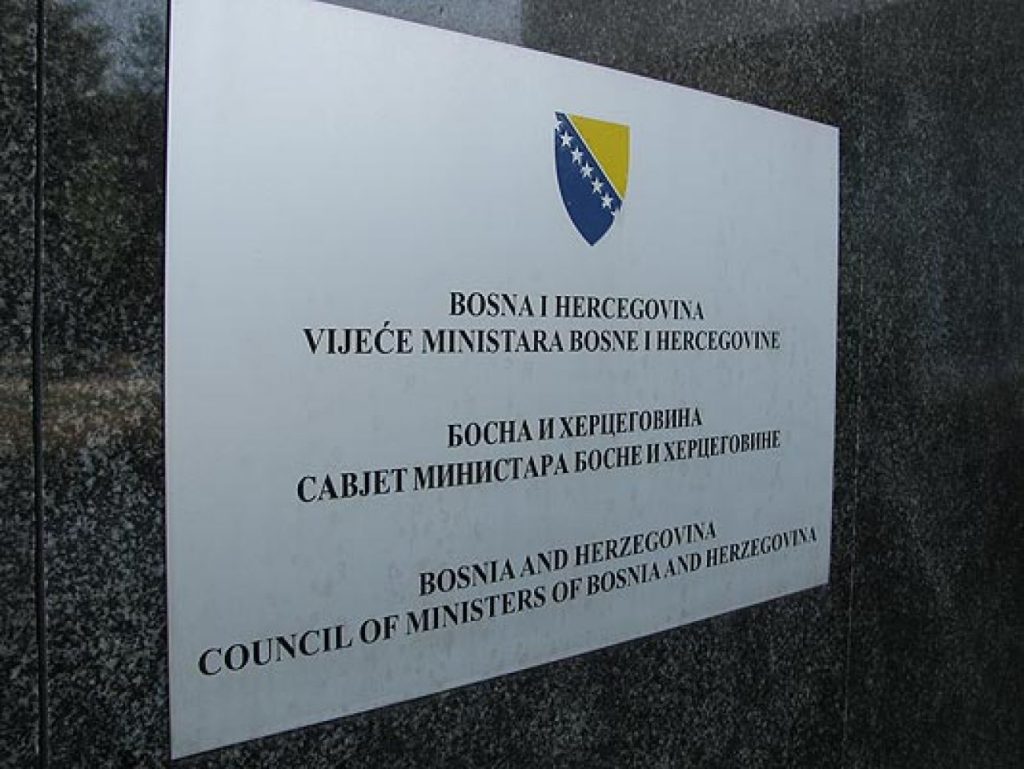 BOSNA I HERCEGOVINA
VIJEĆE MINISTARA BOSNE I HERCEGOVINE
БОСНА И ХЕРЦЕГОВИНА
САВЈЕТ МИНИСТАРА БОСНЕ И ХЕРЦЕГОВИНЕ
BOSNIA AND HERZEGOVINA
COUNCIL OF MINISTERS OF BOSNIA AND HERZEGOVINA